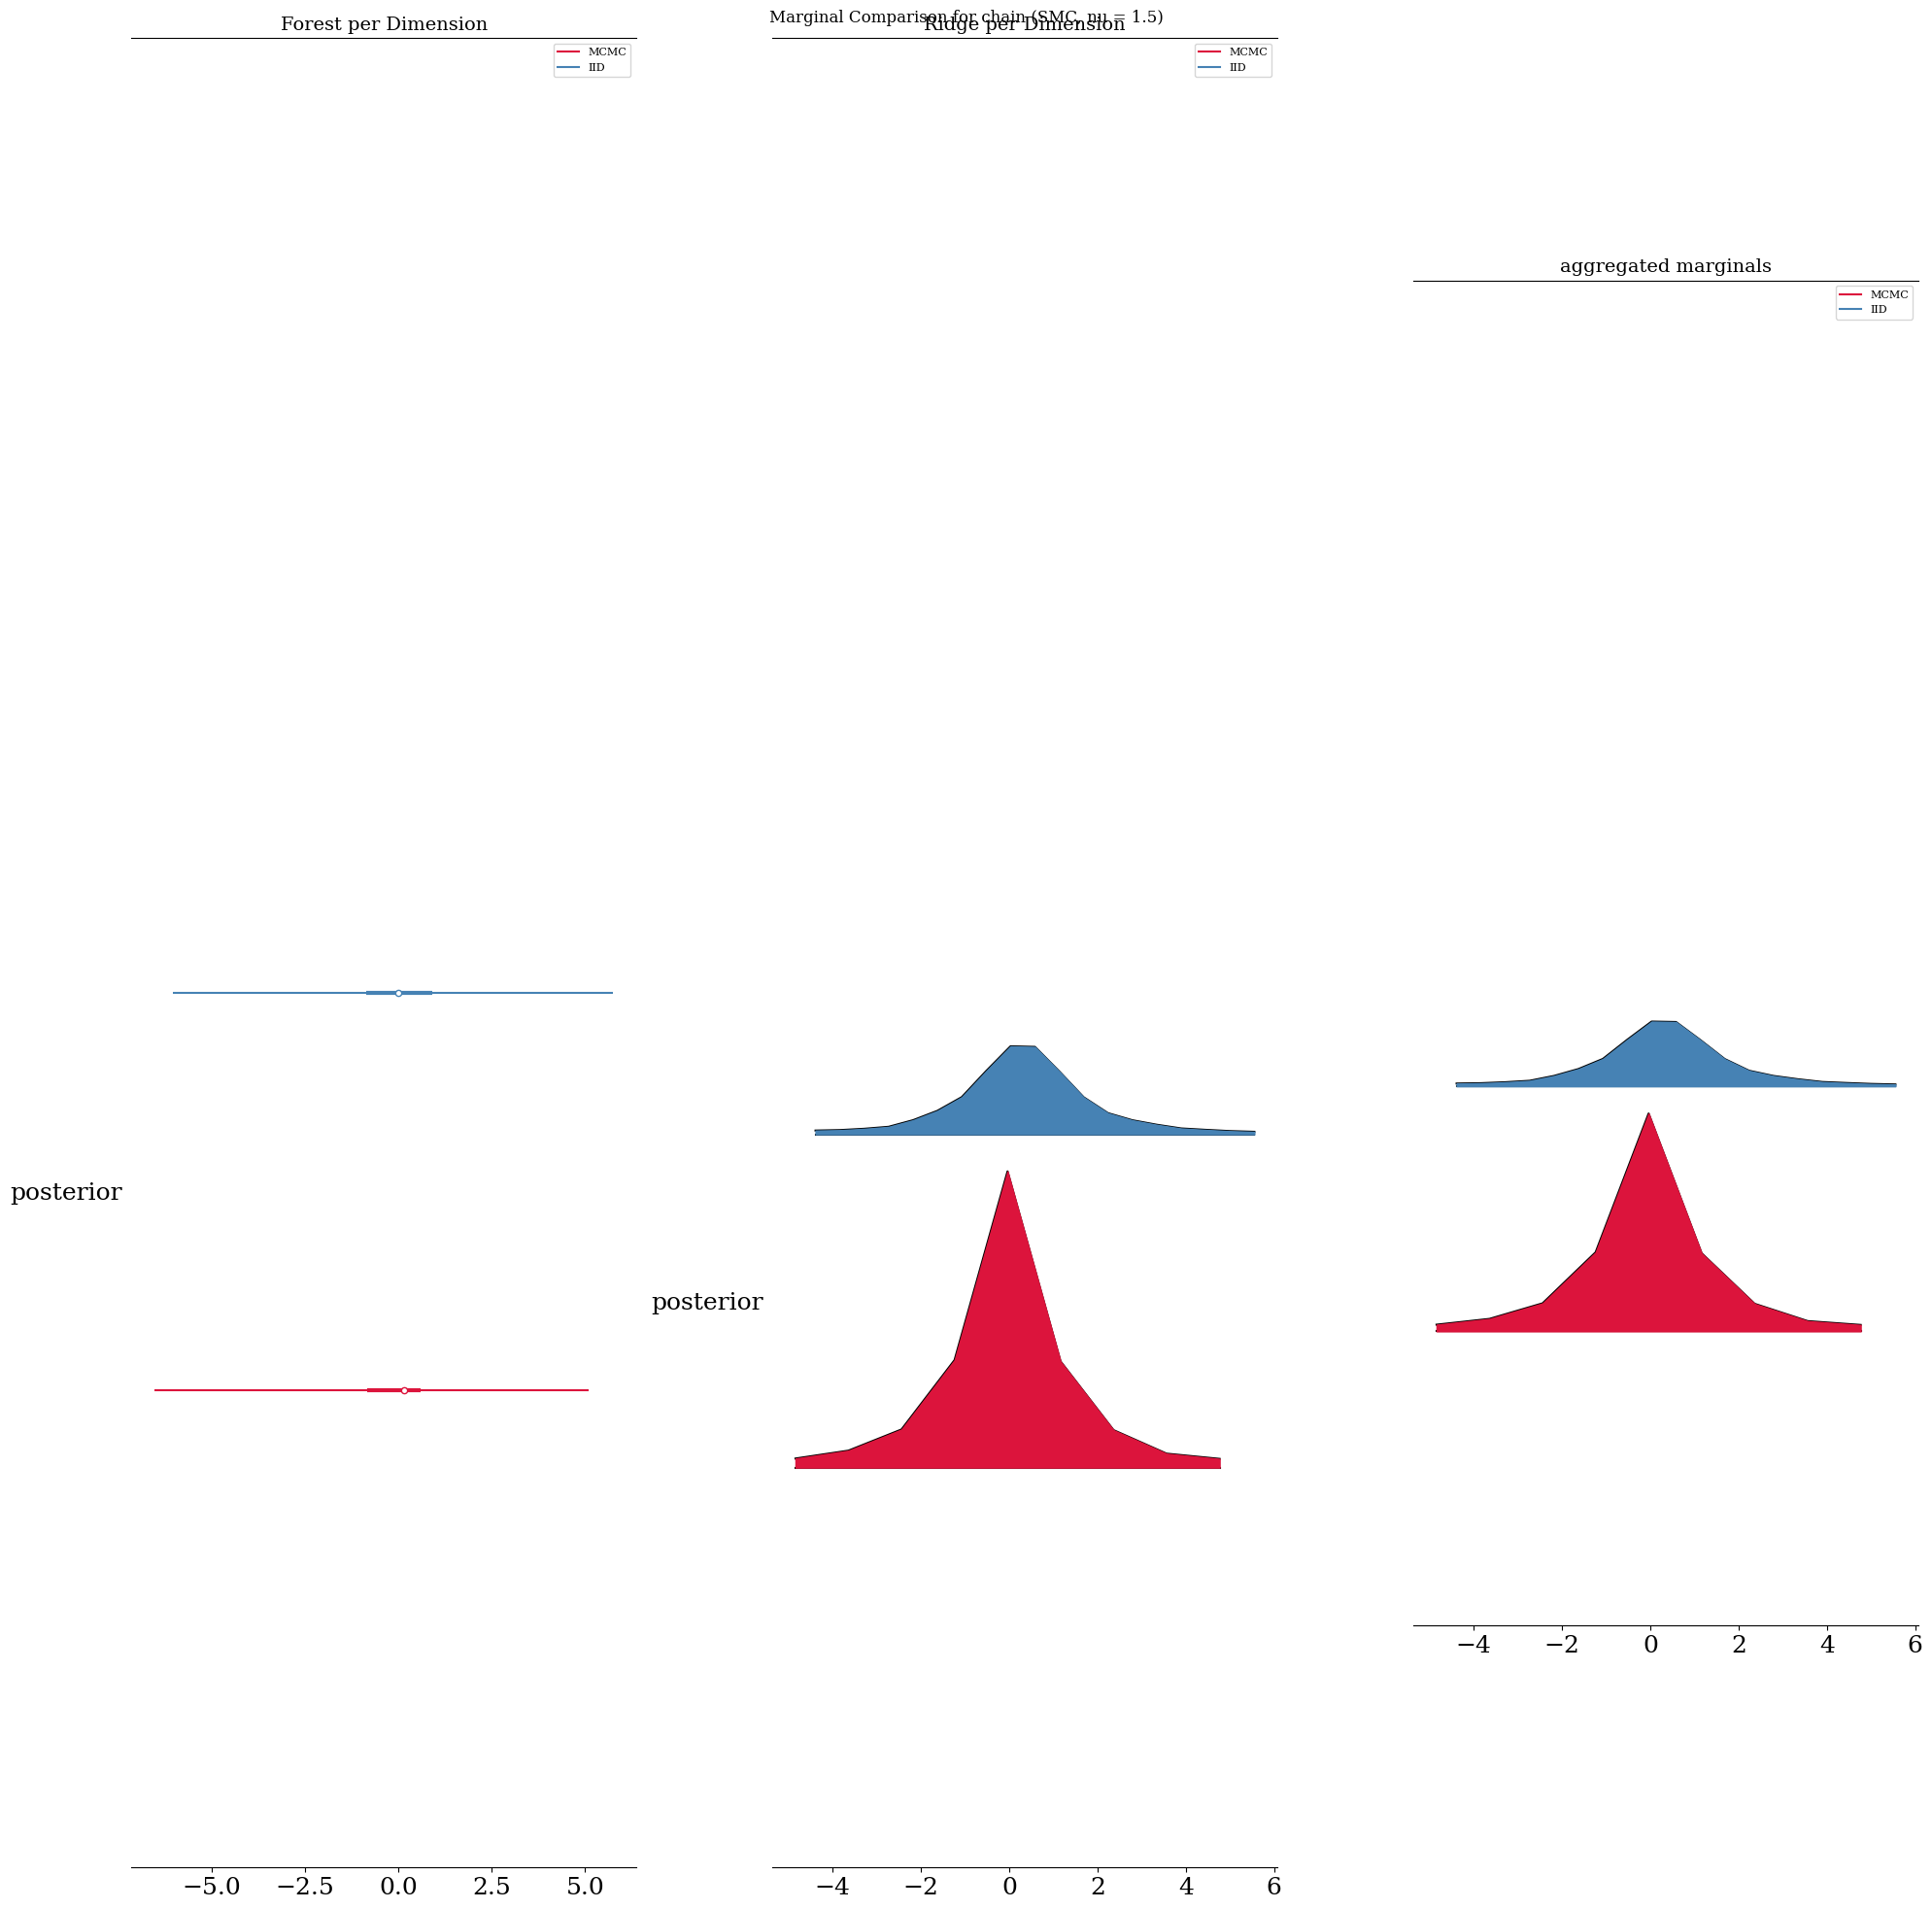 Marginal Comparison for chain (SMC, nu = 1.5)
Forest per Dimension
MCMC
IID
posterior
−5.0 −2.5 0.0 2.5 5.0
Ridge per Dimension
MCMC
IID
posterior
−4 −2 0 2 4 6
aggregated marginals
MCMC
IID
−4 −2 0 2 4 6